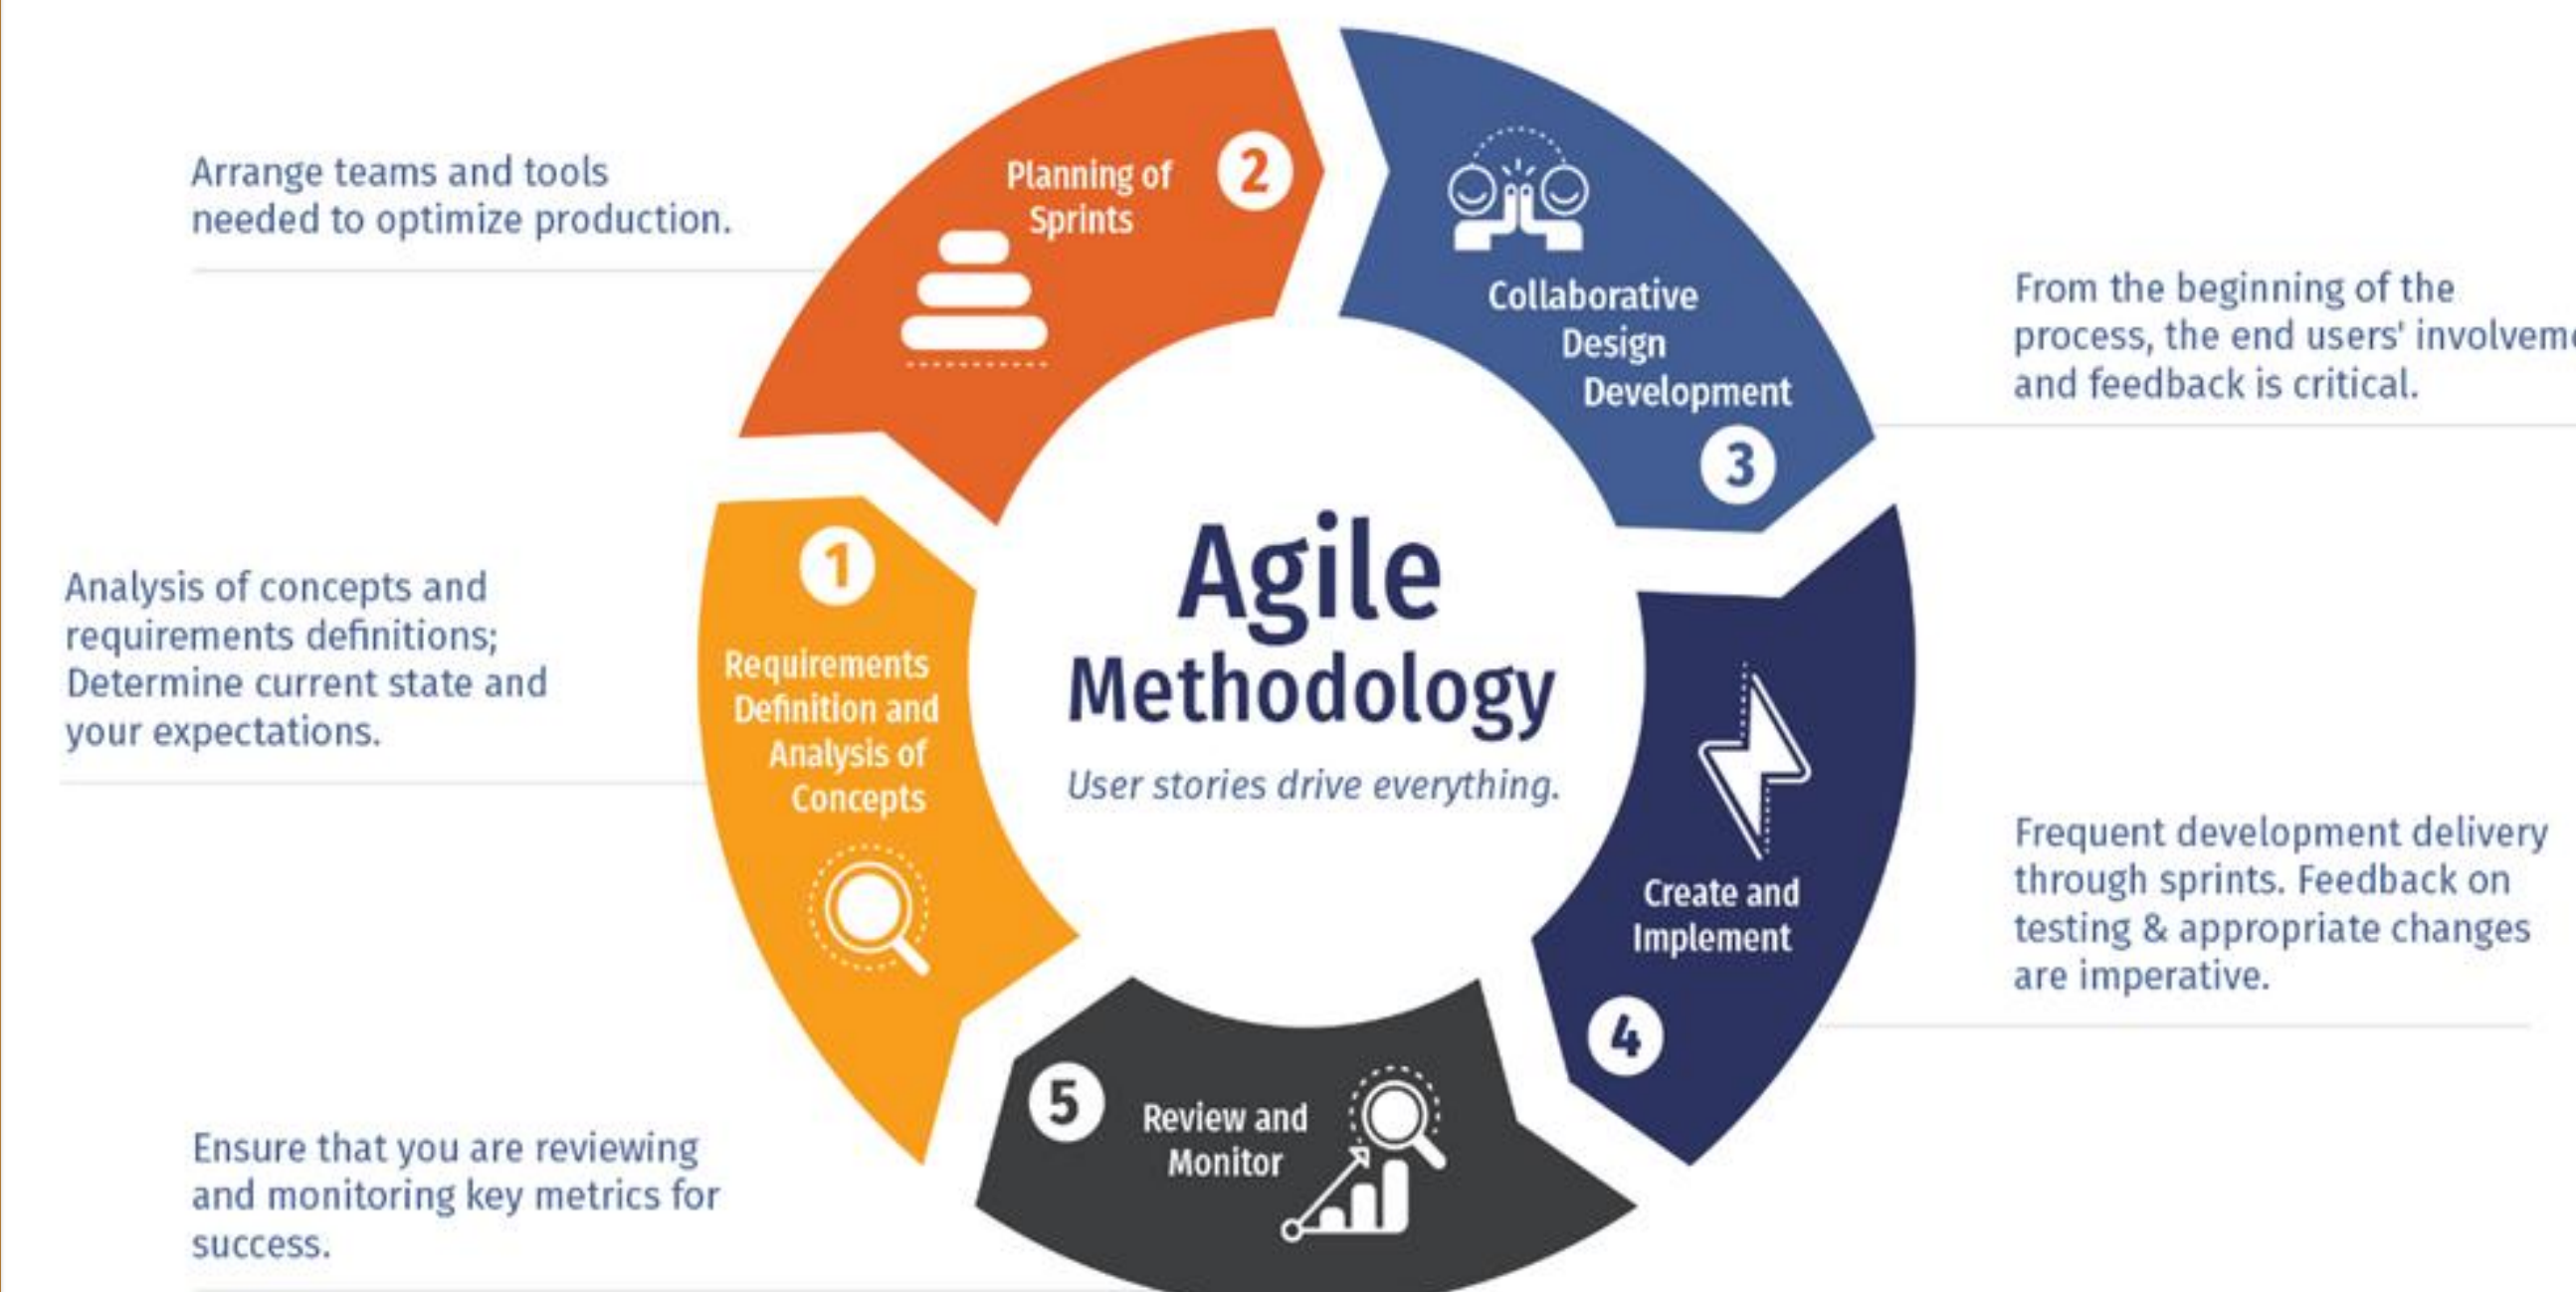 Arrange teams and tools
needed to optimize production.
2
Planning of
Sprints
Collaborative
Design
Development
3
From the beginning of the
process, the end users'
and feedback is critical.
Analysis of concepts and
requirements definitions;
Determine current state and
your expectations.
1
Requirements
Definition and
Analysis of
Concepts
Agile
Methodology
User stories drive everything.
Create and
Implement
4
Frequent development delivery
through sprints. Feedback on
testing & appropriate changes
are imperative.
5
Review and
Monitor
Ensure that you are reviewing
and monitoring key metrics for
success.